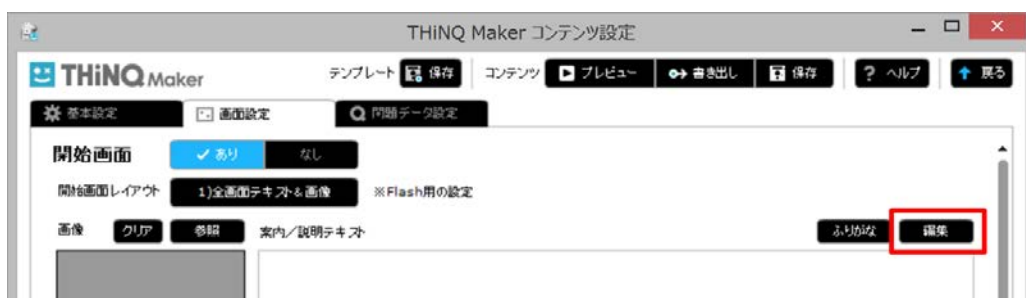 THiNQ Maker コンテンツ設定
THiNQ Maker テンプレート 保存 コンテンツ プレビュー 書き出し 保存 ? ヘルプ 戻る
基本設定 画面設定 問題データ設定
開始画面 あり なし
開始画面レイアウト 1)全画面テキスト&画像 ※Flash用の設定
画像 クリア 参照 案内/説明テキスト ふりがな 編集